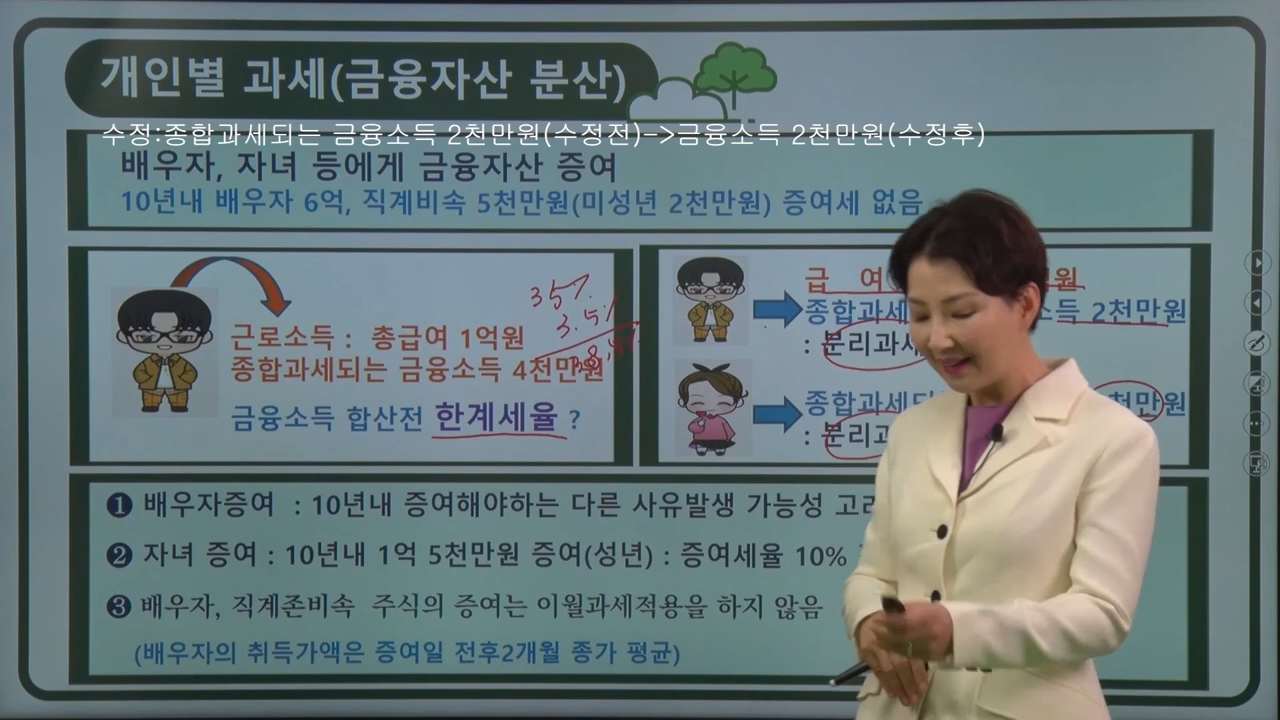 개인별 과세(금융자산 분산)
수정:종합과세되는 금융소득 2천만원(수정전)->금융소득 2천만원(수정후)
배우자, 자녀 등에게 금융자산 증여
10년내 배우자 6억, 직계비속 5천만원(미성년 2천만원) 증여세 없음
35%
3.5%
38.5%
근로소득 : 총급여 1억원
종합과세되는 금융소득 4천만원
금융소득 합산전 한계세율 ?
급 여 원
종합과세 소득 2천만원
: 분리과세
종합과세되 천만원
: 분리과
❶ 배우자증여 : 10년내 증여해야하는 다른 사유발생 가능성 고려
❷ 자녀 증여 : 10년내 1억 5천만원 증여(성년) : 증여세율 10%
❸ 배우자, 직계존비속 주식의 증여는 이월과세적용을 하지 않음
(배우자의 취득가액은 증여일 전후2개월 종가 평균)